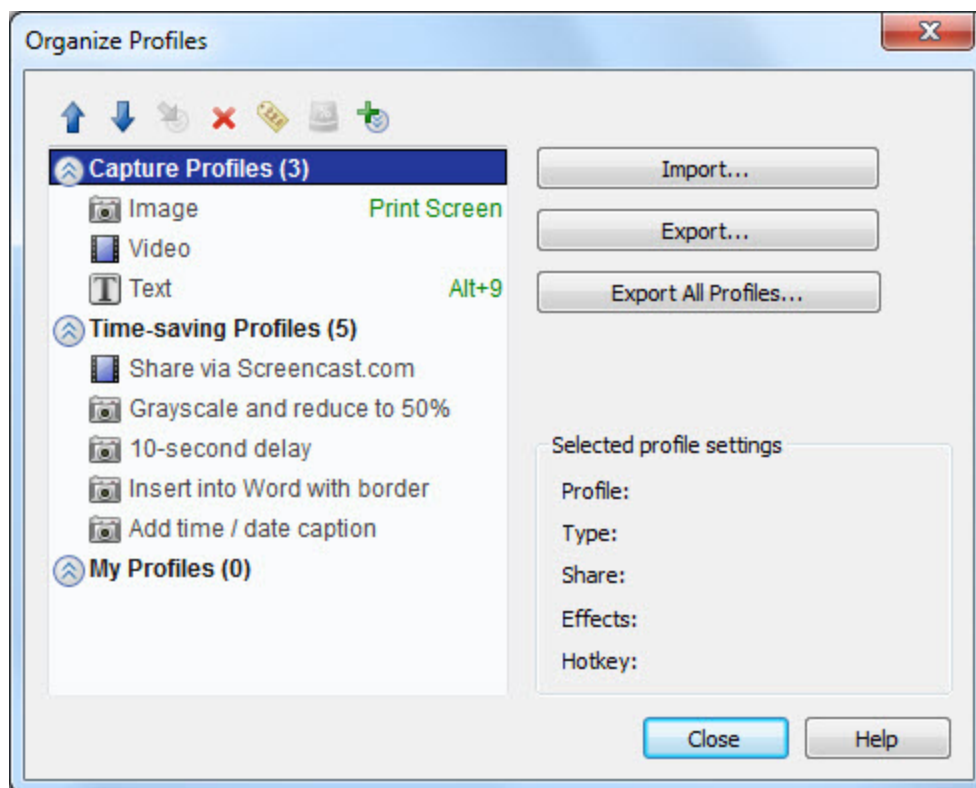 Organize Profiles
Capture Profiles (3)
Image Print Screen
Video
Text Alt+9
Time-saving Profiles (5)
Share via Screencast.com
Grayscale and reduce to 50%
10-second delay
Insert into Word with border
Add time / date caption
My Profiles (0)
Import...
Export...
Export All Profiles...
Selected profile settings
Profile:
Type:
Share:
Effects:
Hotkey:
Close Help